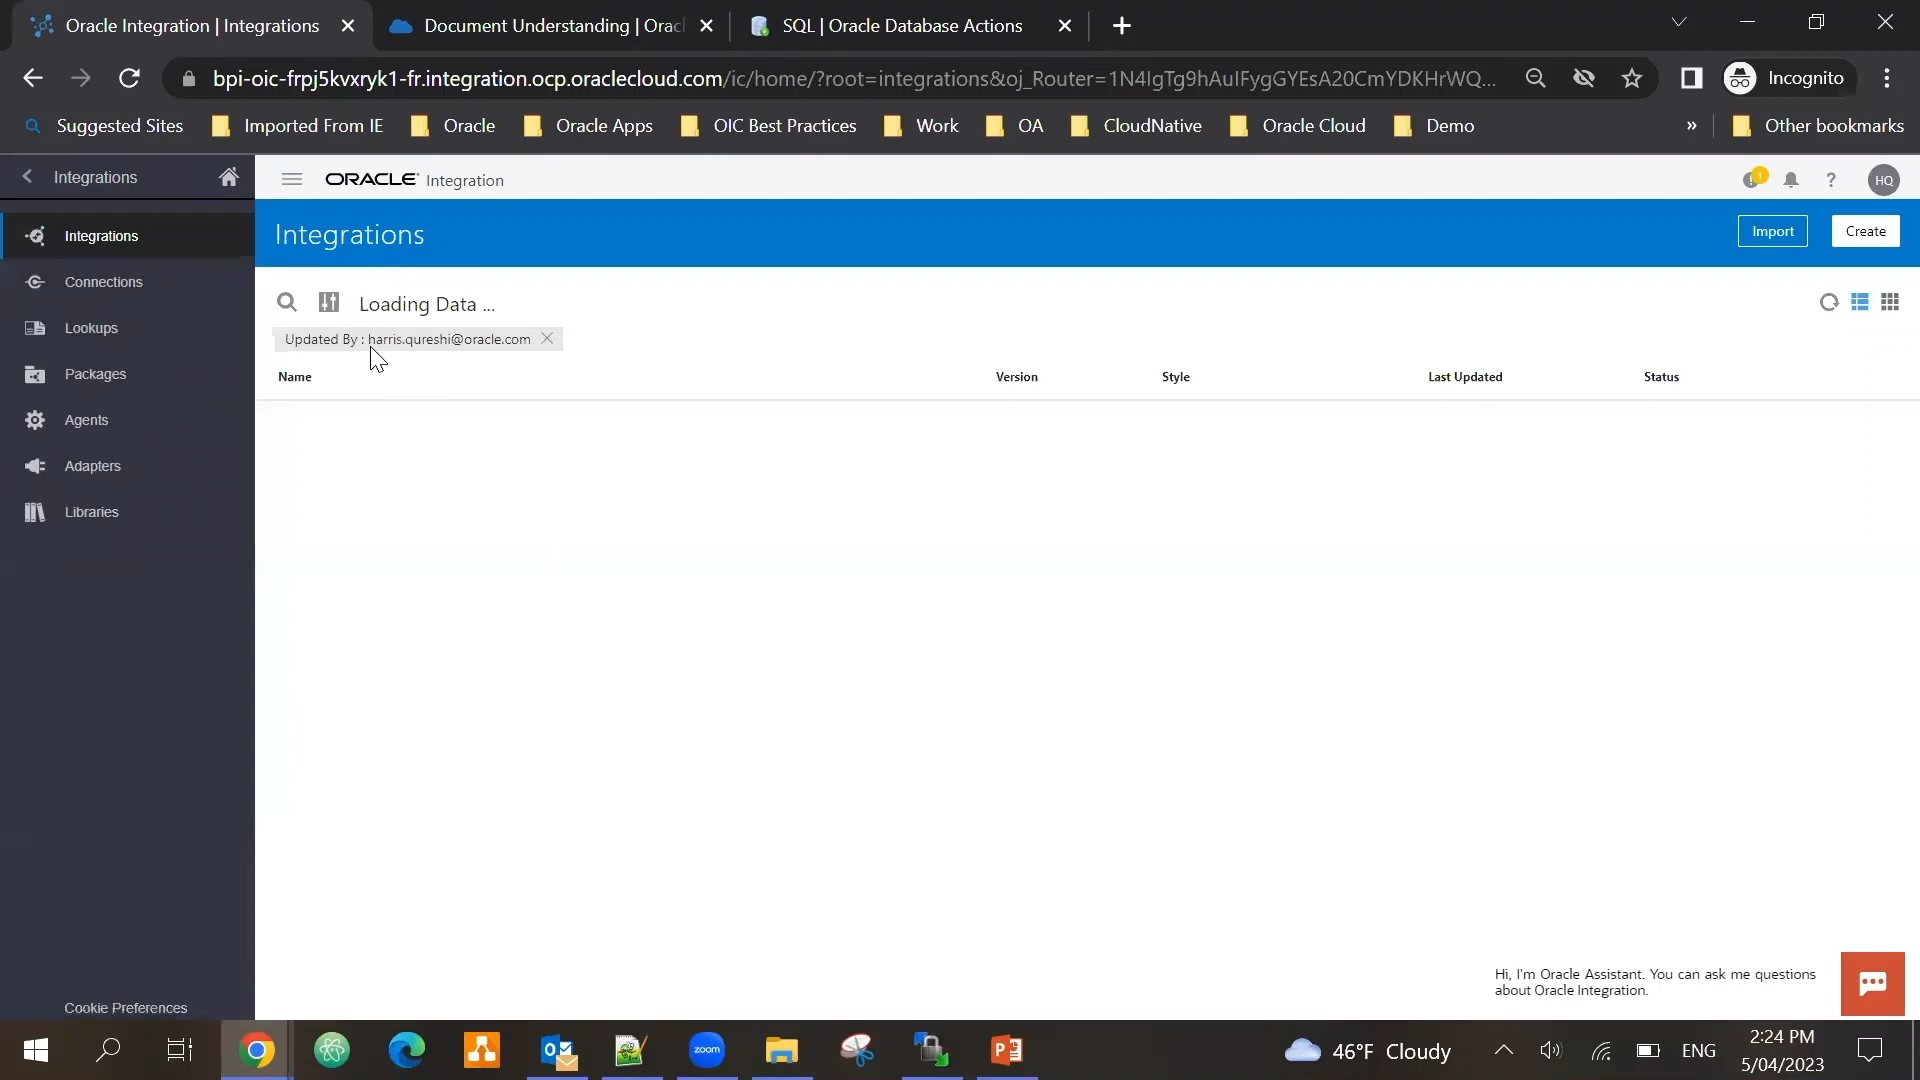 Oracle Integration | Integrations
Document Understanding | Orac
SQL | Oracle Database Actions
bpi-oic-frpj5kvxryk1-fr.integration.ocp.oraclecloud.com/ic/home/?root=integrations&oj_Router=1N4IgTg9hAuIFygGYEsA20CmYDKHrWQ...
Incognito
Suggested Sites
Imported From IE
Oracle
Oracle Apps
OIC Best Practices
Work
OA
CloudNative
Oracle Cloud
Demo
»
Other bookmarks
Integrations
ORACLE Integration
1
?
HQ
Integrations
Connections
Lookups
Packages
Agents
Adapters
Libraries
Cookie Preferences
Integrations
Import
Create
Loading Data ...
Updated By : harris.qureshi@oracle.com
Name
Version
Style
Last Updated
Status
Hi, I'm Oracle Assistant. You can ask me questions
about Oracle Integration.
zoom
46°F Cloudy
ENG
2:24 PM
5/04/2023